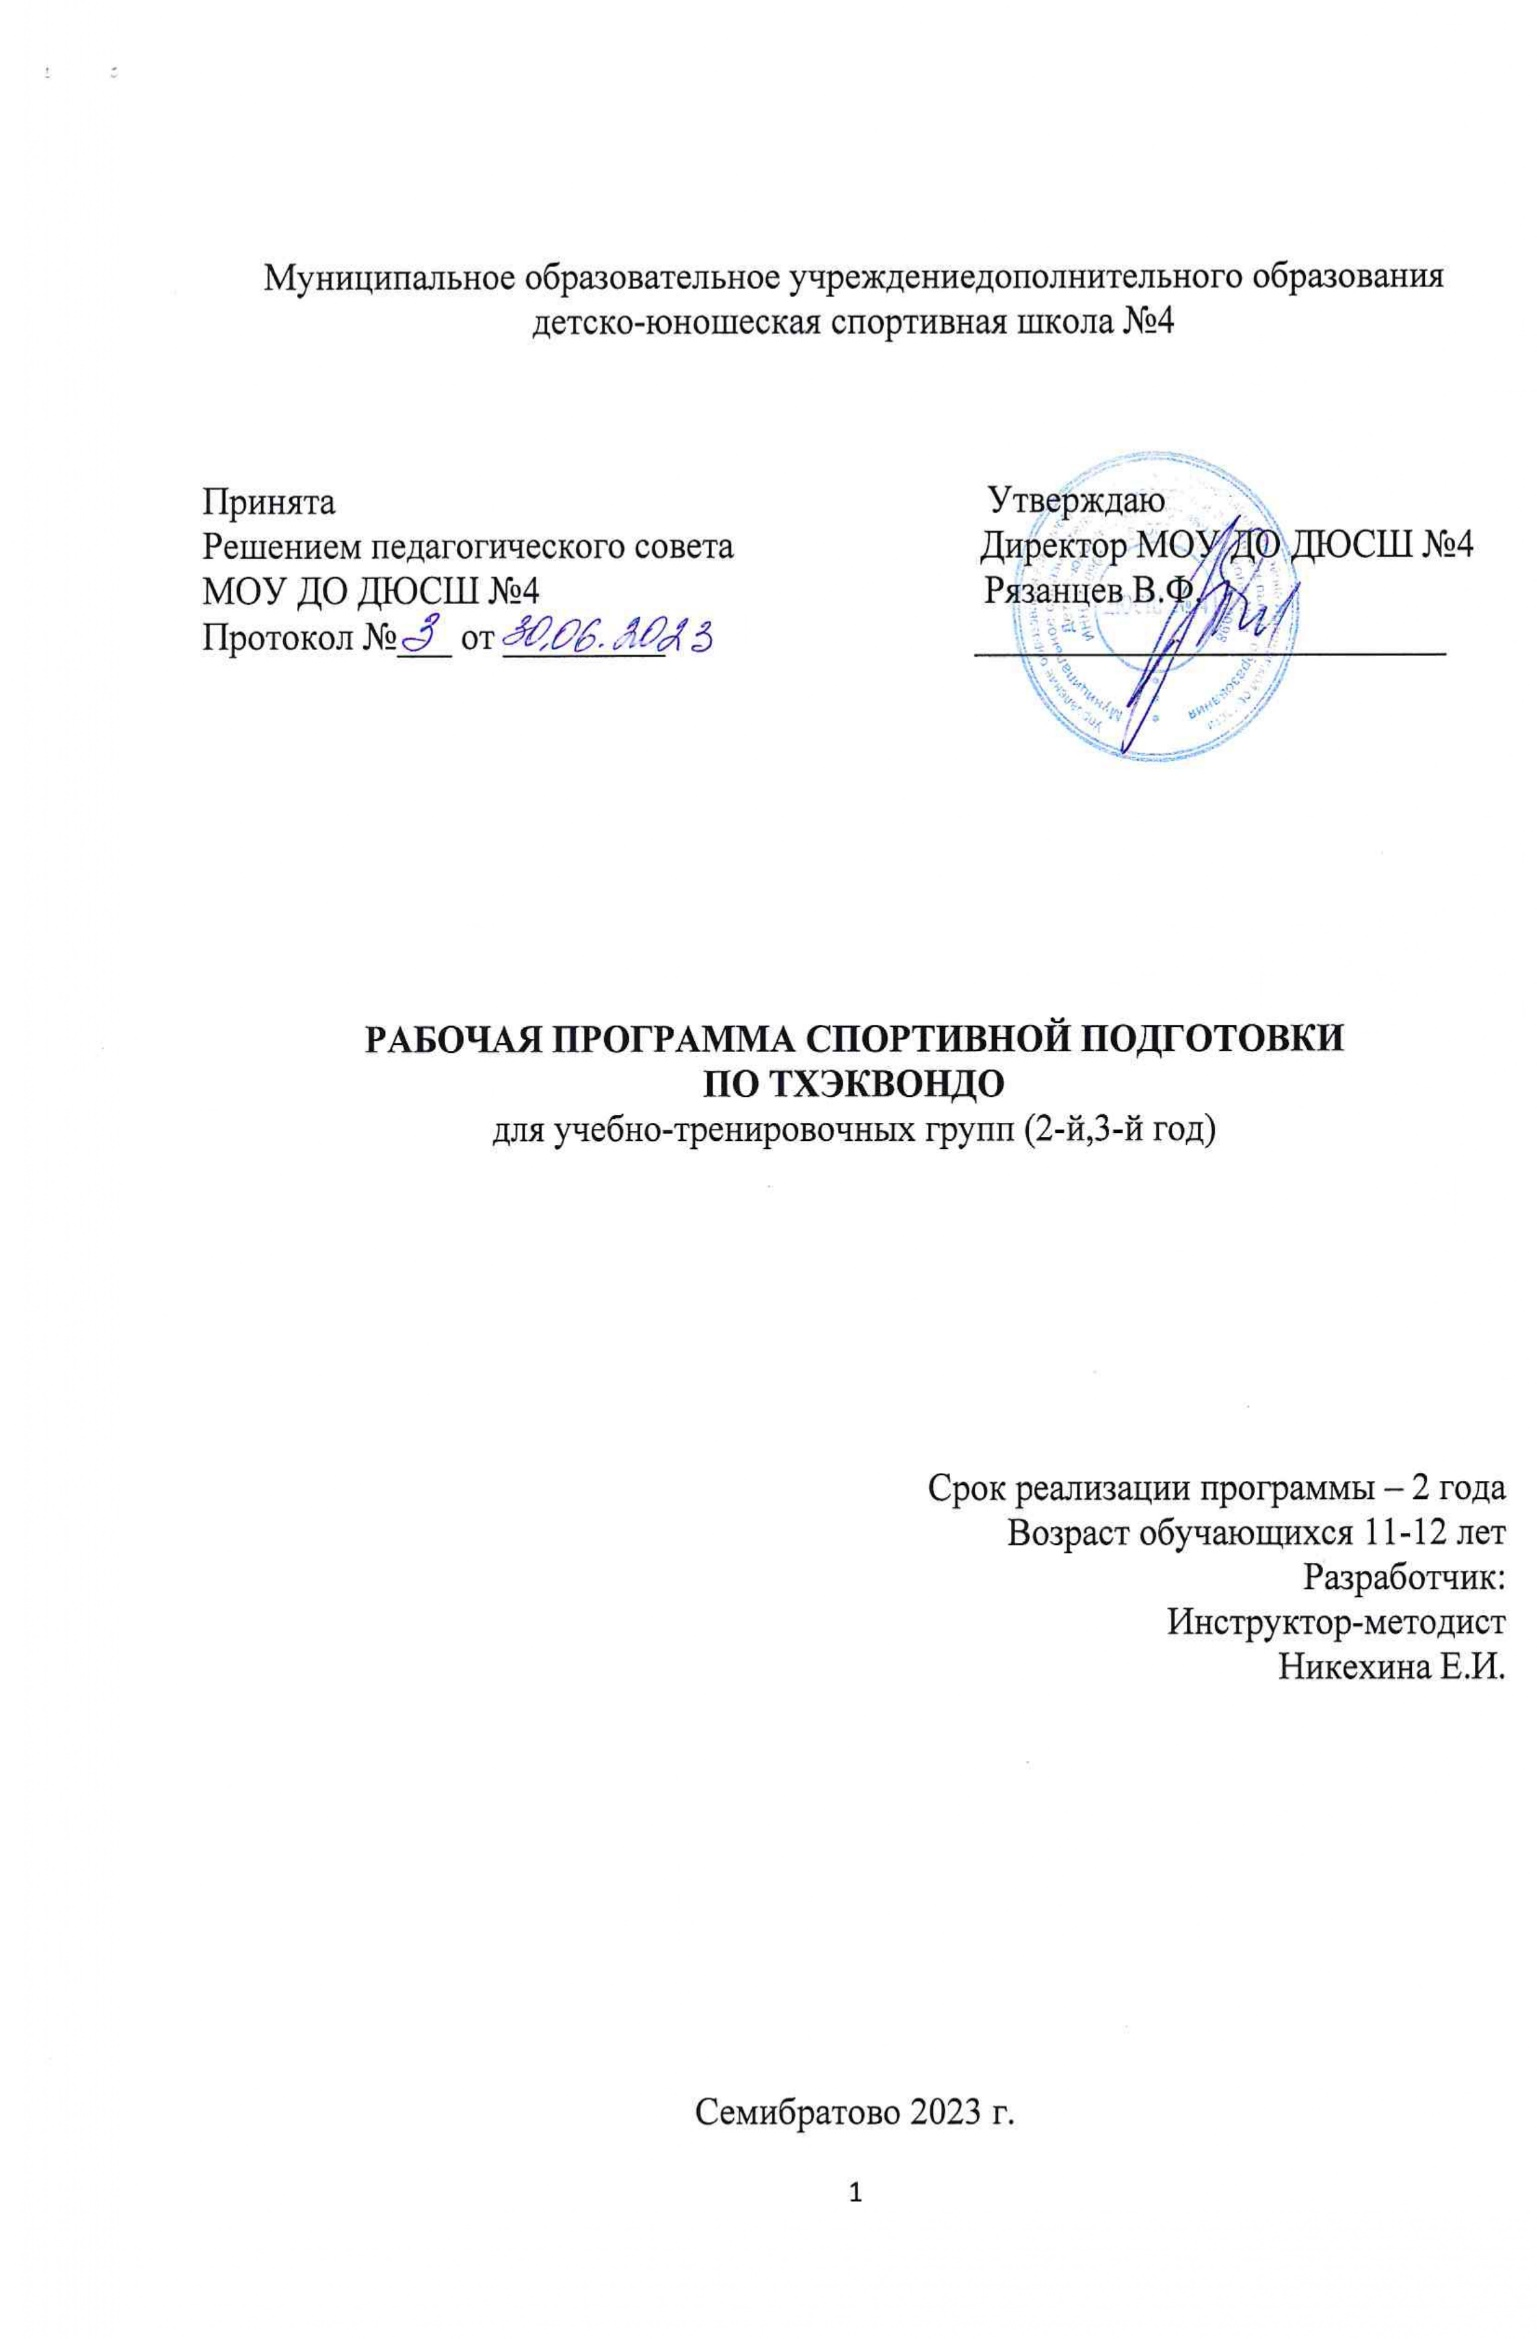 Муниципальное образовательное учреждениедополнительного образования
детско-юношеская спортивная школа №4
Принята
Решением педагогического совета
МОУ ДО ДЮСШ №4
Протокол № 3 от 30.06.2023
Утверждаю
Директор МОУ ДО ДЮСШ №4
Рязанцев В.Ф.
РАБОЧАЯ ПРОГРАММА СПОРТИВНОЙ ПОДГОТОВКИ
ПО ТХЭКВОНДО
для учебно-тренировочных групп (2-й,3-й год)
Срок реализации программы – 2 года
Возраст обучающихся 11-12 лет
Разработчик:
Инструктор-методист
Никехина Е.И.
Семибратово 2023 г.
1